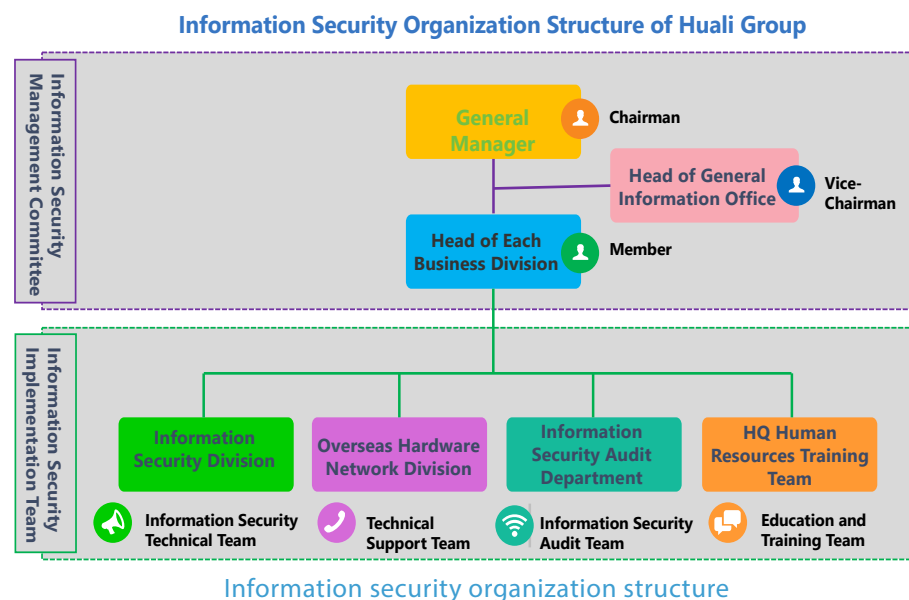 Information Security Organization Structure of Huali Group
Information Security
Management Committee
General
Manager
Chairman
Head of General
Information Office
Vice-
Chairman
Head of Each
Business Division
Member
Information Security
Implementation Team
Information
Security Division
Overseas Hardware
Network Division
Information
Security Audit
Department
HQ Human
Resources Training
Team
Information Security
Technical Team
Technical
Support Team
Information Security
Audit Team
Education and
Training Team
Information security organization structure